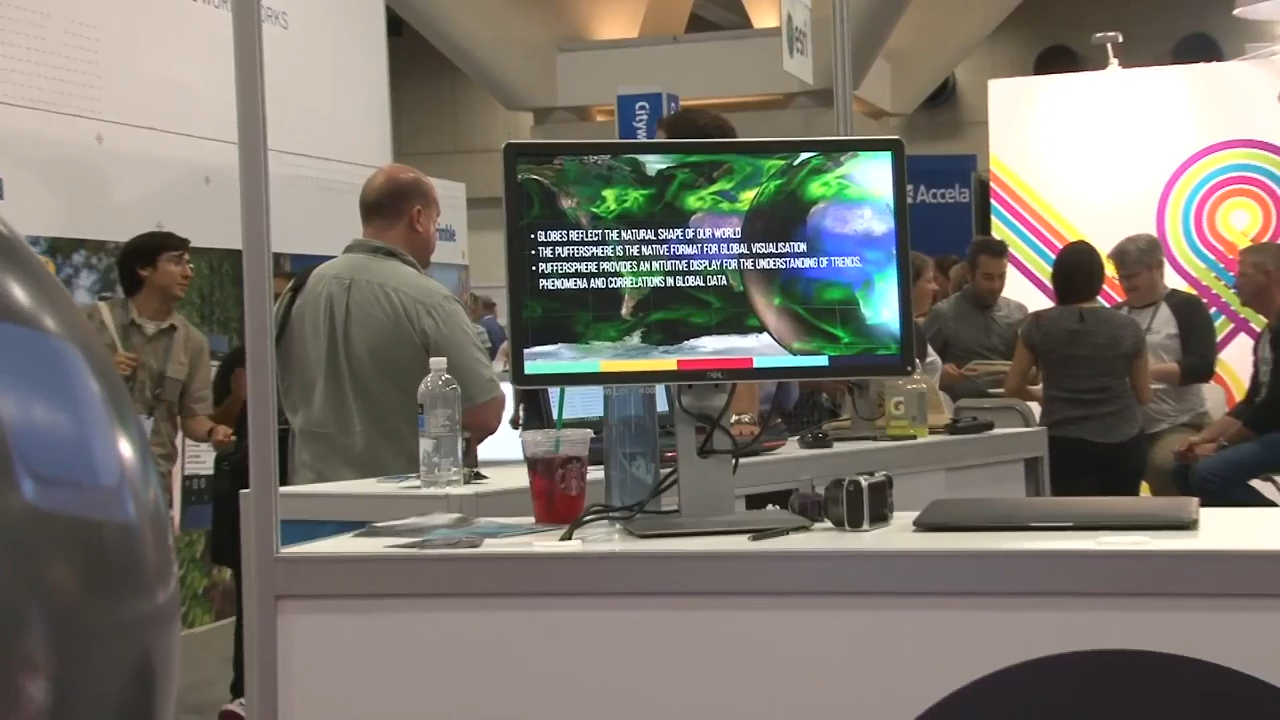 esri
Accela
• GLOBES REFLECT THE NATURAL SHAPE OF OUR WORLD
• THE PUFFERSPHERE IS THE NATIVE FORMAT FOR GLOBAL VISUALISATION
• PUFFERSPHERE PROVIDES AN INTUITIVE DISPLAY FOR THE UNDERSTANDING OF TRENDS,
PHENOMENA AND CORRELATIONS IN GLOBAL DATA
DELL
G